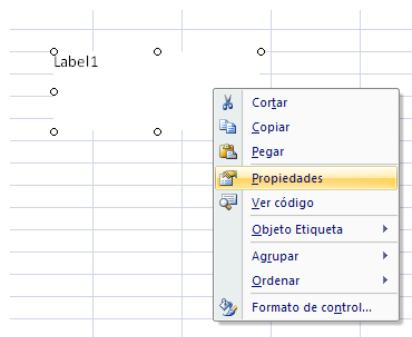 Label1
Cortar
Copiar
Pegar
Propiedades
Ver código
Objeto Etiqueta
Agrupar
Ordenar
Formato de control...